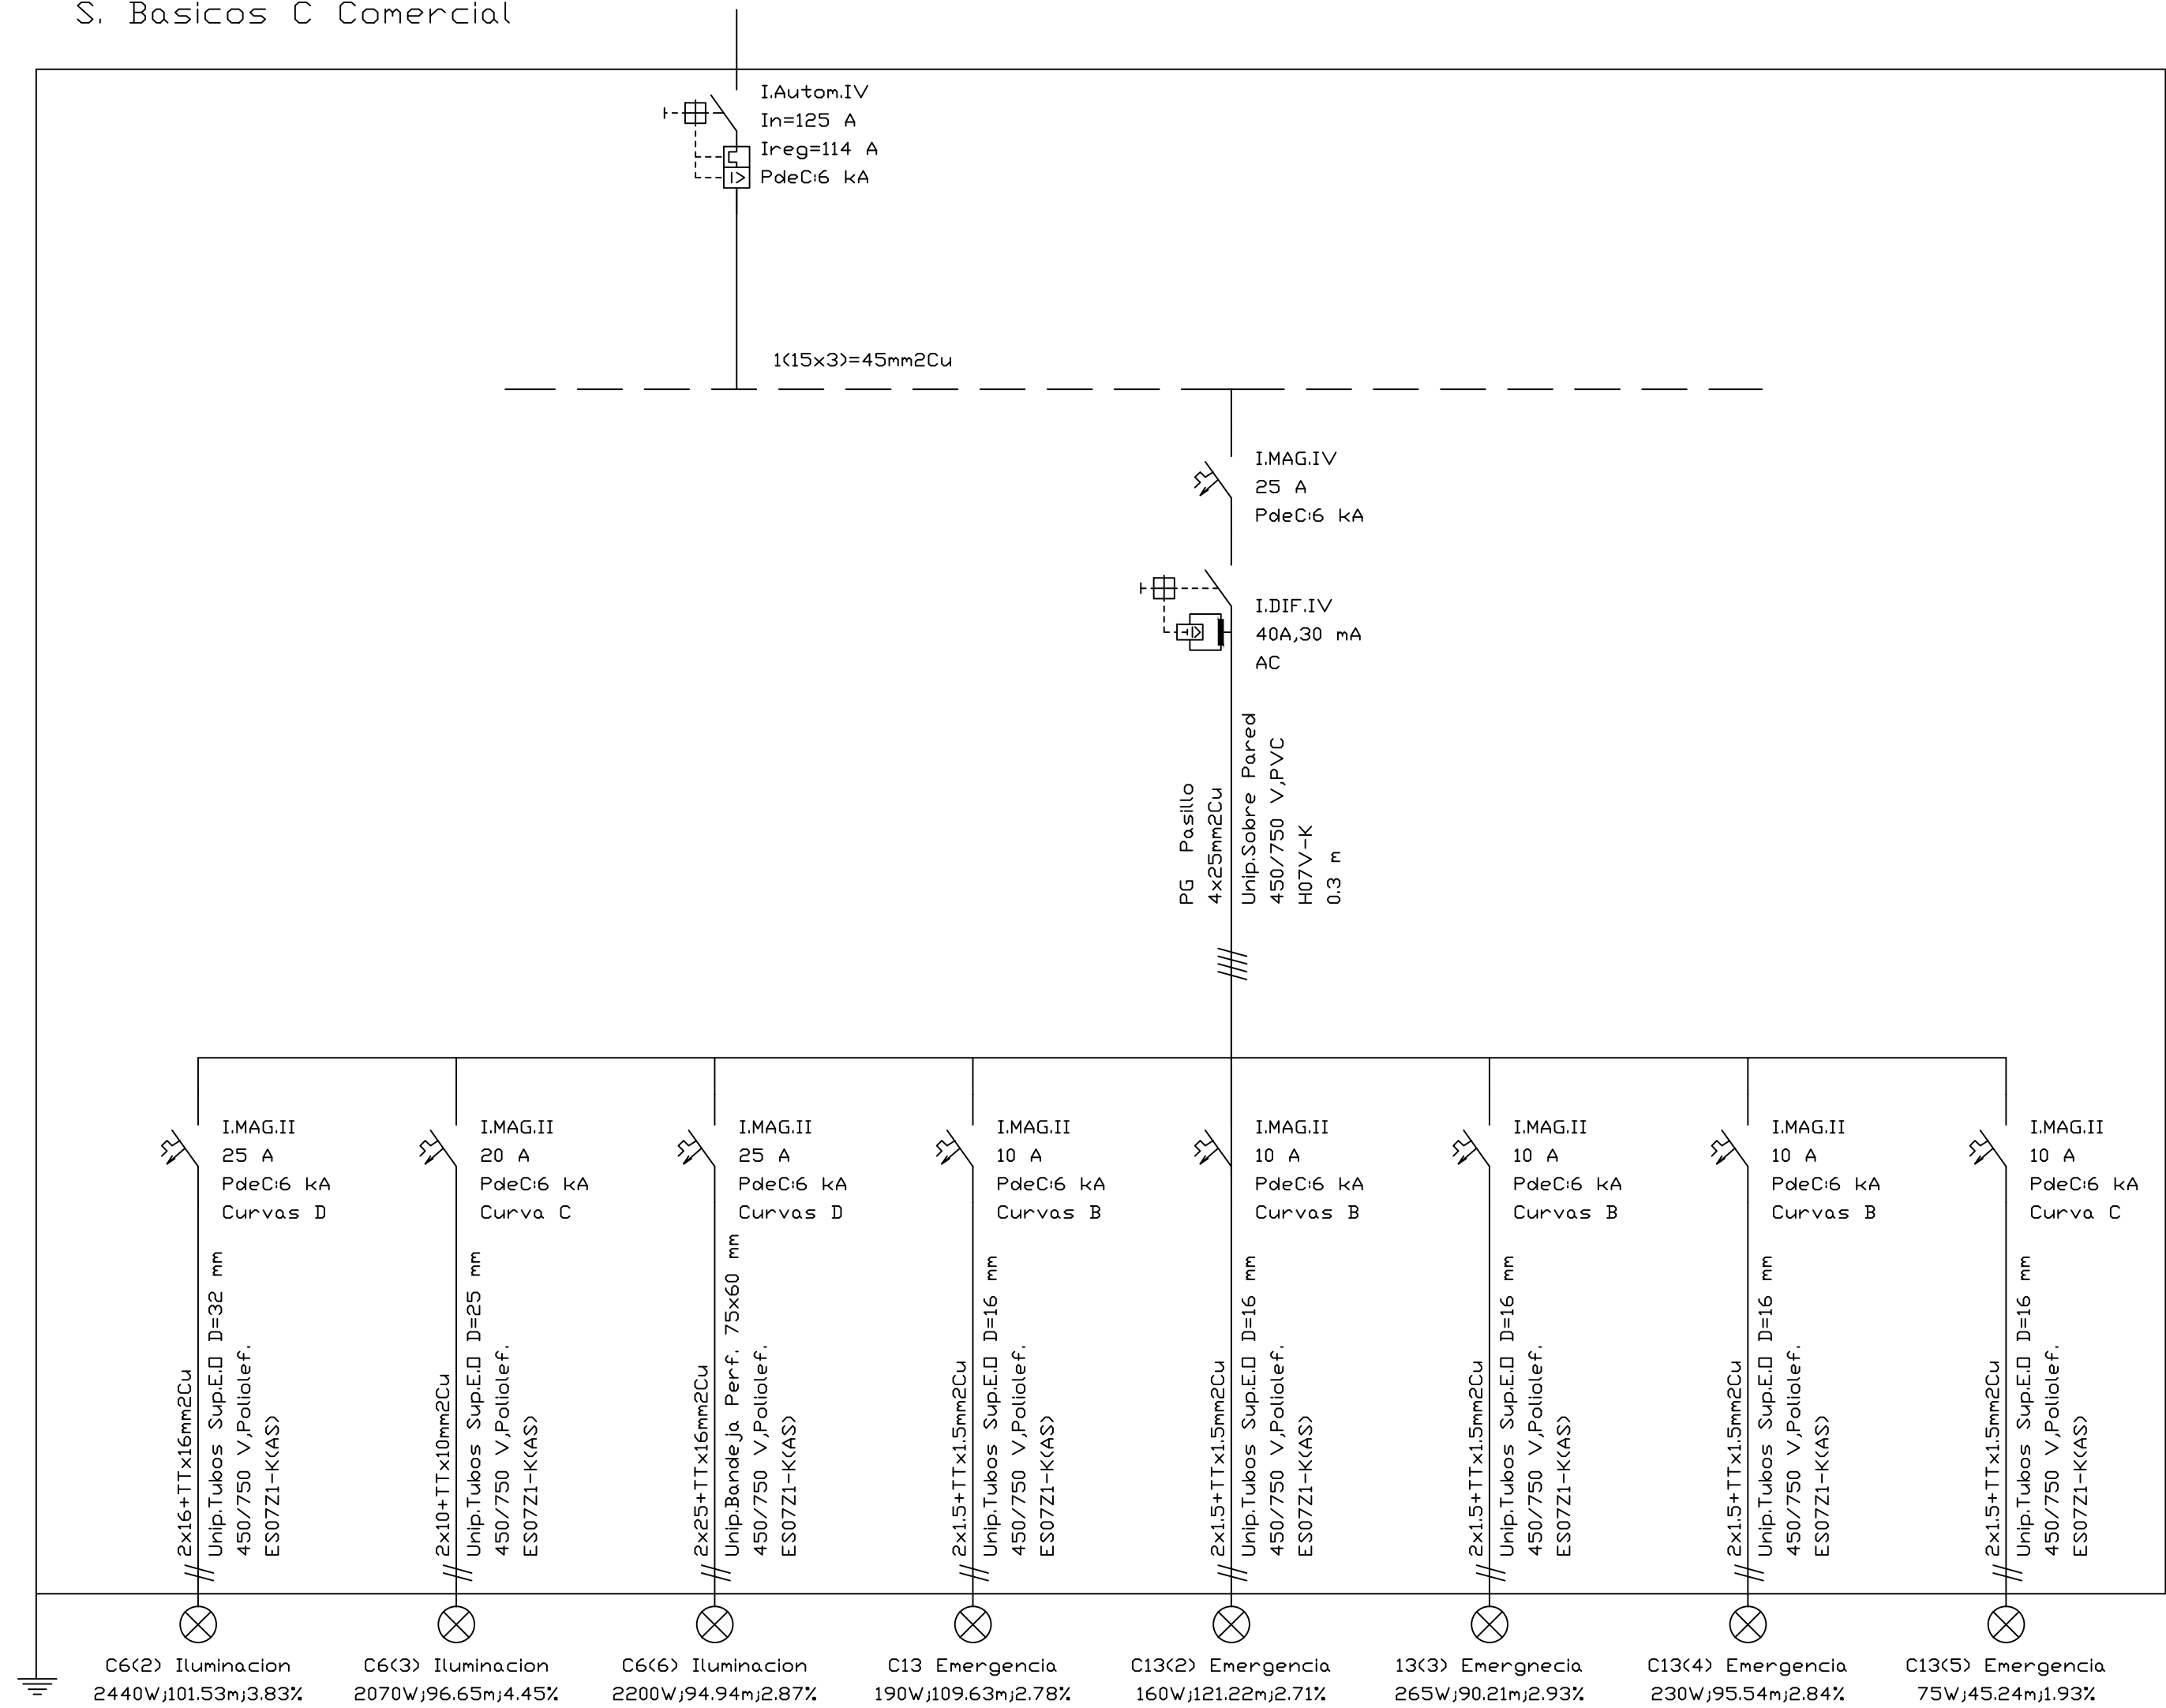 S. Basicos C Comercial
I.Autom.IV
In=125 A
Ireg=114 A
PdeC:6 kA
1(15x3)=45mm2Cu
I.MAG.IV
25 A
PdeC:6 kA
I.DIF.IV
40A,30 mA
AC
PG Pasillo
4x25mm2Cu
Unip.Sobre Pared
450/750 V,PVC
H07V-K
0.3 m
I.MAG.II
25 A
PdeC:6 kA
Curvas D
2x16+TTx16mm2Cu
Unip.Tubos Sup.E.□ D=32 mm
450/750 V,Poliolef.
ES07Z1-K(AS)
C6(2) Iluminacion
2440W;101.53m;3.83%
I.MAG.II
20 A
PdeC:6 kA
Curva C
2x10+TTx10mm2Cu
Unip.Tubos Sup.E.□ D=25 mm
450/750 V,Poliolef.
ES07Z1-K(AS)
C6(3) Iluminacion
2070W;96.65m;4.45%
I.MAG.II
25 A
PdeC:6 kA
Curvas D
2x25+TTx16mm2Cu
Unip.Bandeja Perf. 75x60 mm
450/750 V,Poliolef.
ES07Z1-K(AS)
C6(6) Iluminacion
2200W;94.94m;2.87%
I.MAG.II
10 A
PdeC:6 kA
Curvas B
2x1.5+TTx1.5mm2Cu
Unip.Tubos Sup.E.□ D=16 mm
450/750 V,Poliolef.
ES07Z1-K(AS)
C13 Emergencia
190W;109.63m;2.78%
I.MAG.II
10 A
PdeC:6 kA
Curvas B
2x1.5+TTx1.5mm2Cu
Unip.Tubos Sup.E.□ D=16 mm
450/750 V,Poliolef.
ES07Z1-K(AS)
C13(2) Emergencia
160W;121.22m;2.71%
I.MAG.II
10 A
PdeC:6 kA
Curvas B
2x1.5+TTx1.5mm2Cu
Unip.Tubos Sup.E.□ D=16 mm
450/750 V,Poliolef.
ES07Z1-K(AS)
13(3) Emergnecia
265W;90.21m;2.93%
I.MAG.II
10 A
PdeC:6 kA
Curvas B
2x1.5+TTx1.5mm2Cu
Unip.Tubos Sup.E.□ D=16 mm
450/750 V,Poliolef.
ES07Z1-K(AS)
C13(4) Emergencia
230W;95.54m;2.84%
I.MAG.II
10 A
PdeC:6 kA
Curva C
2x1.5+TTx1.5mm2Cu
Unip.Tubos Sup.E.□ D=16 mm
450/750 V,Poliolef.
ES07Z1-K(AS)
C13(5) Emergencia
75W;45.24m;1.93%